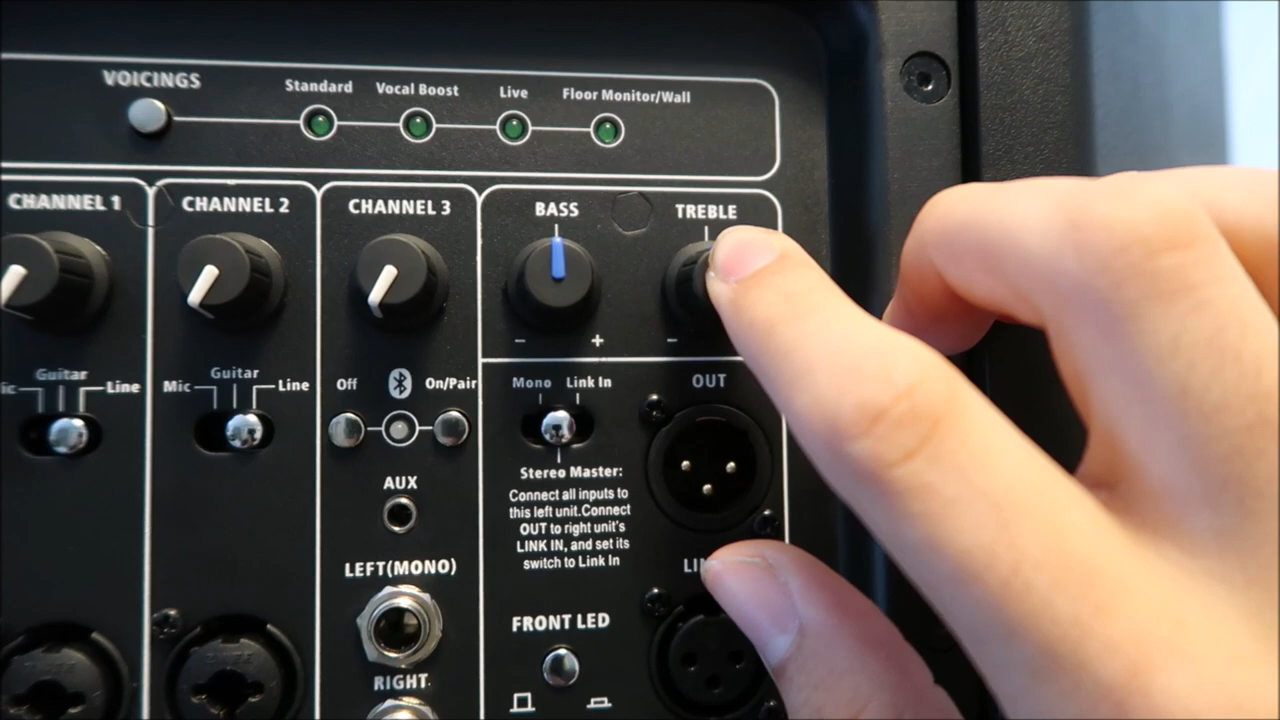 VOICINGS
Standard
Vocal Boost
Live
Floor Monitor/Wall
CHANNEL 1
CHANNEL 2
CHANNEL 3
BASS
TREBLE
- +
-
Guitar
Line
Mic
Guitar
Line
Off
On/Pair
Mono
Link In
OUT
AUX
Stereo Master:
Connect all inputs to
this left unit.Connect
OUT to right unit's
LINK IN, and set its
switch to Link In
LEFT(MONO)
FRONT LED
RIGHT